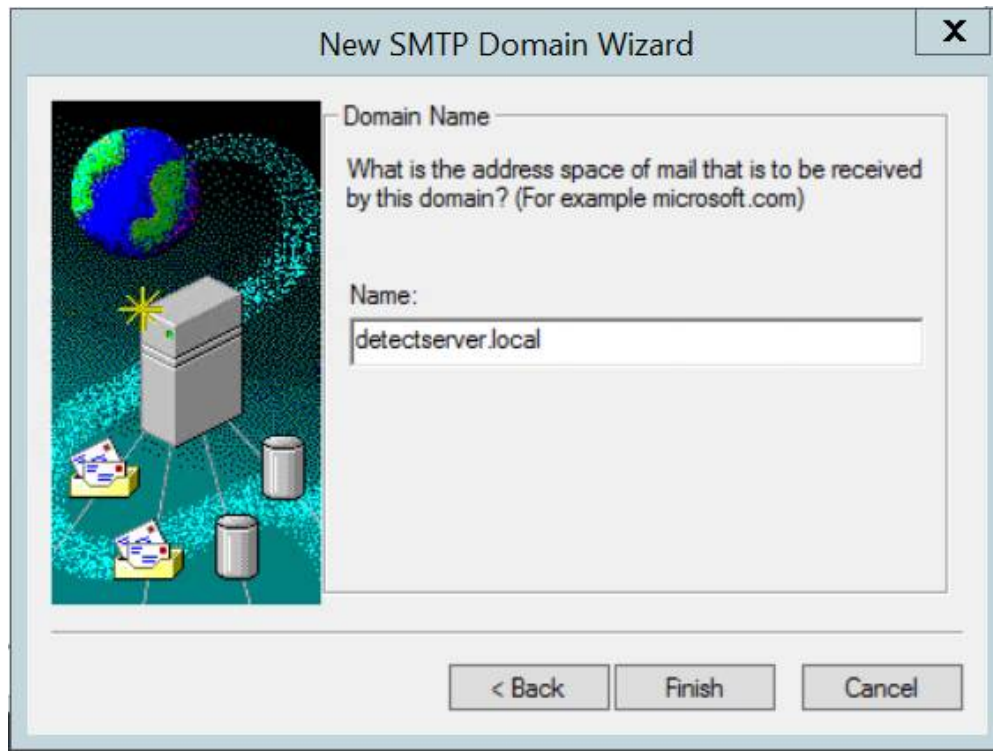 New SMTP Domain Wizard
X
Domain Name
What is the address space of mail that is to be received
by this domain? (For example microsoft.com)
Name:
detectserver.local
< Back
Finish
Cancel